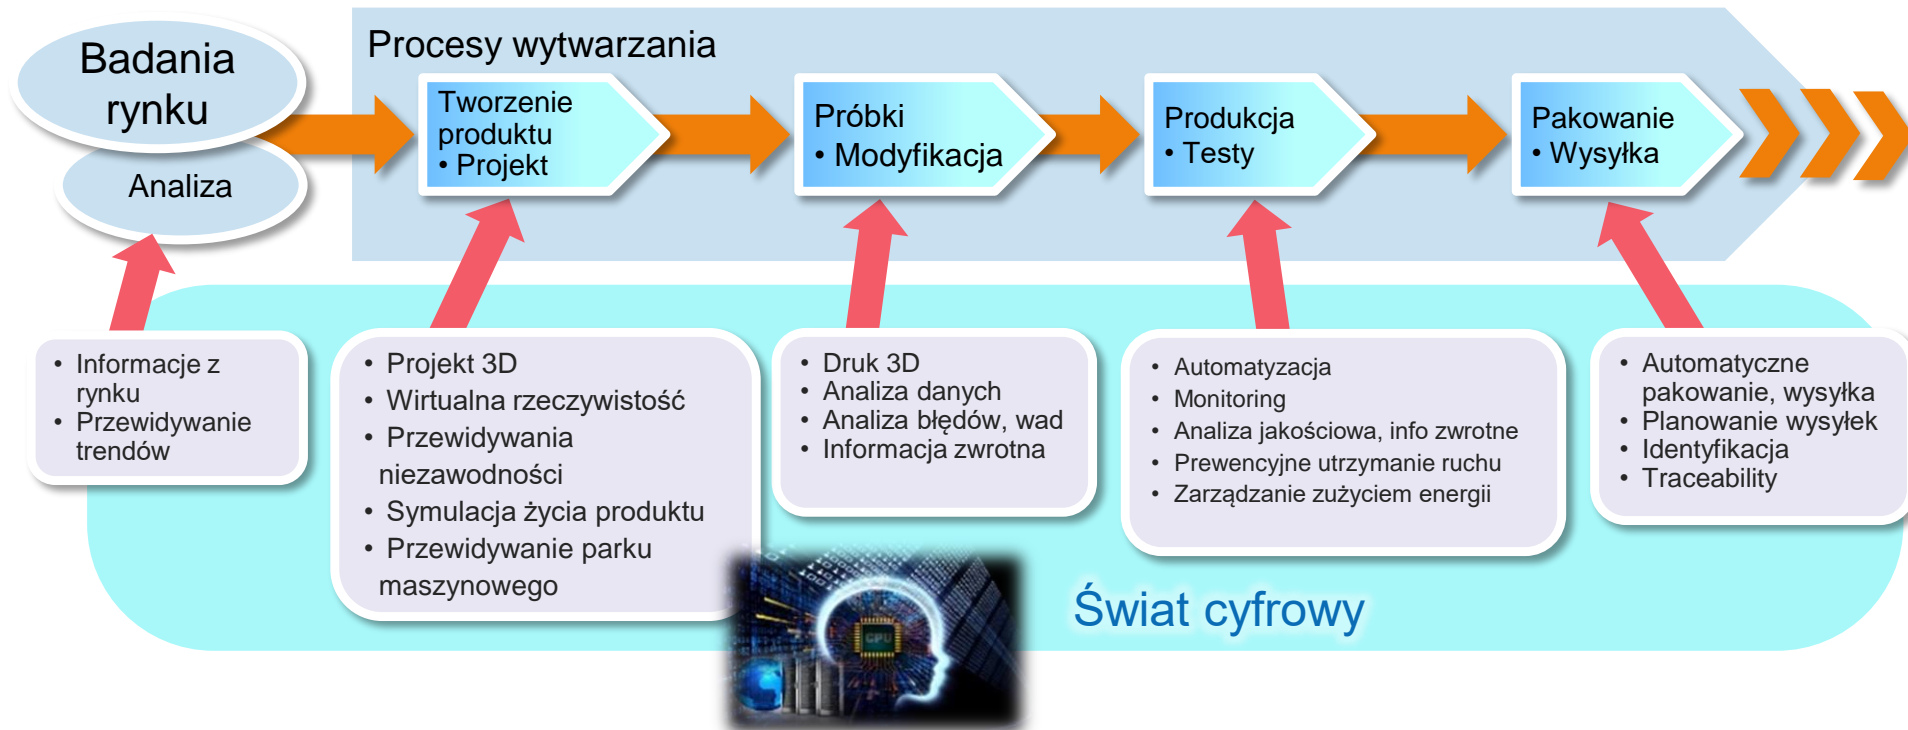 Badania
rynku
Analiza
Procesy wytwarzania
Tworzenie
produktu
• Projekt
Próbki
• Modyfikacja
Produkcja
• Testy
Pakowanie
• Wysyłka
• Informacje z
rynku
• Przewidywanie
trendów
• Projekt 3D
• Wirtualna rzeczywistość
• Przewidywania
niezawodności
• Symulacja życia produktu
• Przewidywanie parku
maszynowego
• Druk 3D
• Analiza danych
• Analiza błędów, wad
• Informacja zwrotna
• Automatyzacja
• Monitoring
• Analiza jakościowa, info zwrotne
• Prewencyjne utrzymanie ruchu
• Zarządzanie zużyciem energii
• Automatyczne
pakowanie, wysyłka
• Planowanie wysyłek
• Identyfikacja
• Traceability
CPU
Świat cyfrowy